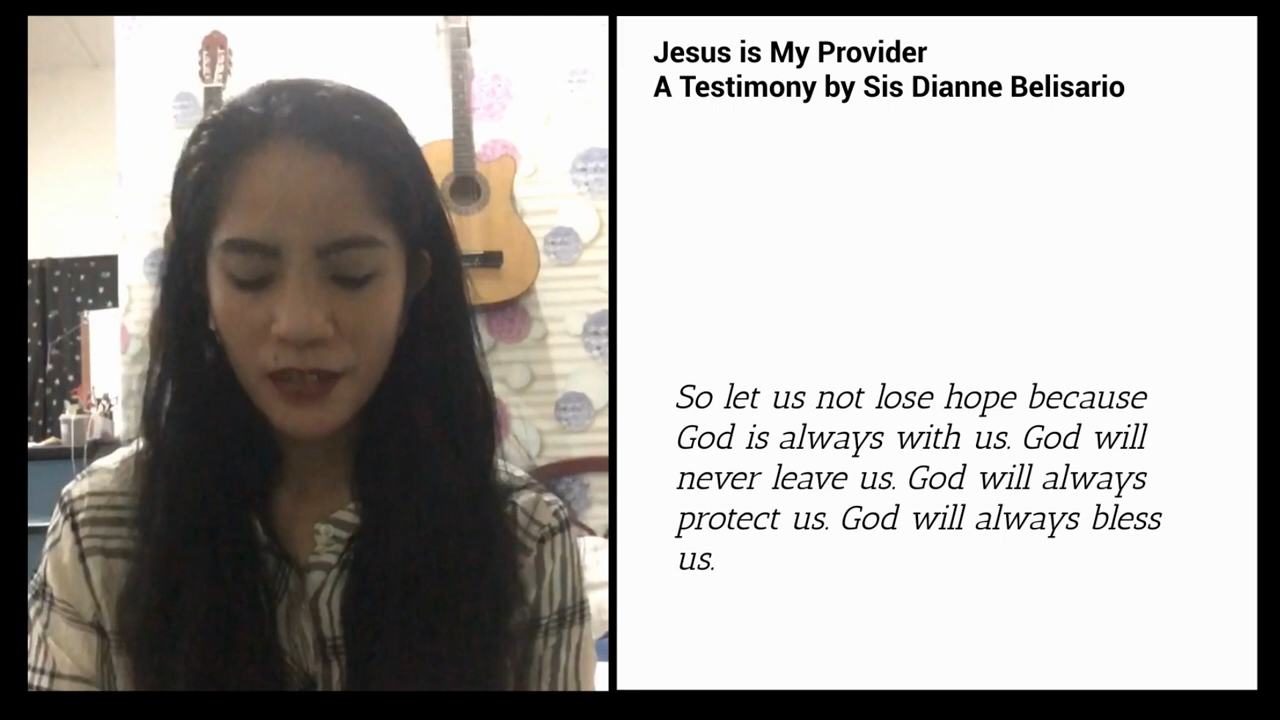 Jesus is My Provider
A Testimony by Sis Dianne Belisario
So let us not lose hope because
God is always with us. God will
never leave us. God will always
protect us. God will always bless
us.